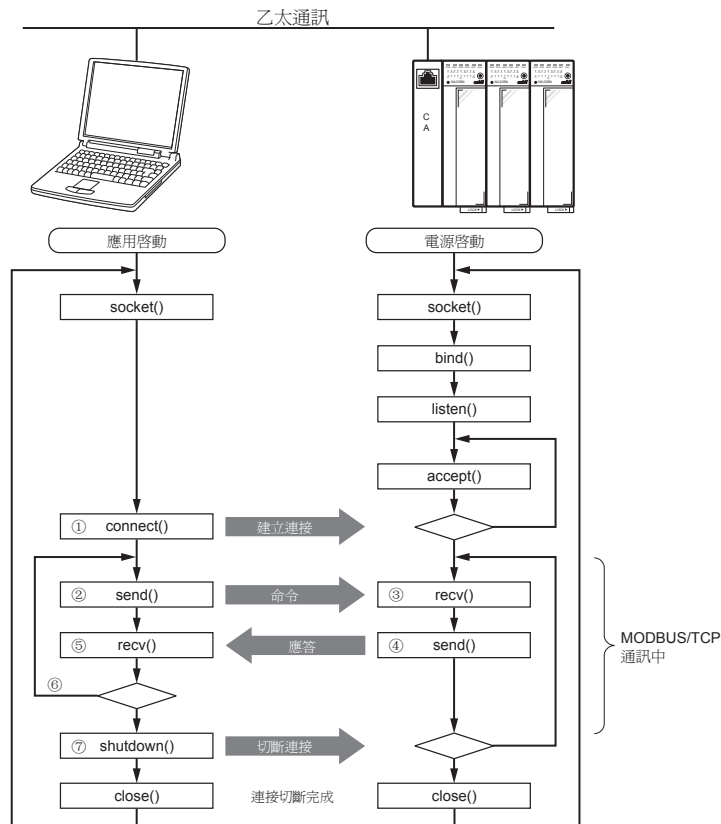 乙太通訊
C
A
應用啓動
電源啓動
socket()
socket()
bind()
listen()
accept()
① connect()
建立連接
② send()
命令
③ recv()
⑤ recv()
應答
④ send()
MODBUS/TCP
通訊中
⑥
⑦ shutdown()
切斷連接
close()
連接切斷完成
close()